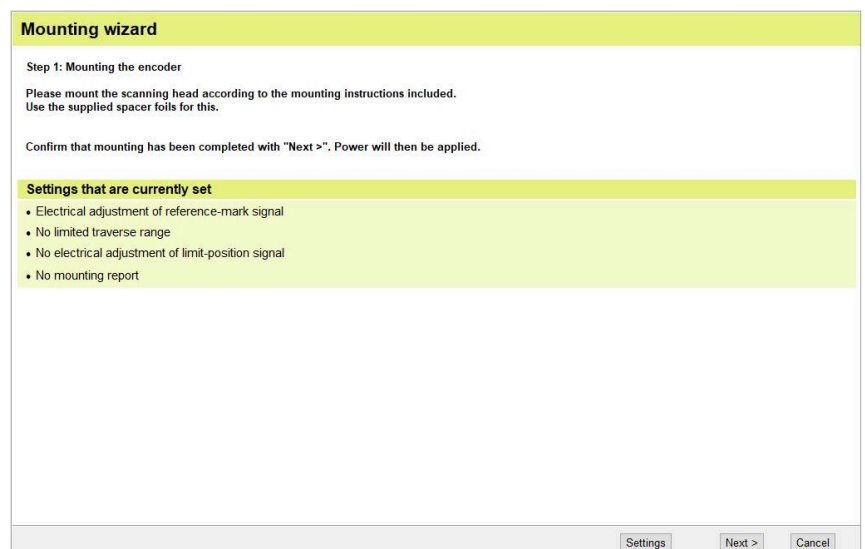 Mounting wizard
Step 1: Mounting the encoder
Please mount the scanning head according to the mounting instructions included.
Use the supplied spacer foils for this.
Confirm that mounting has been completed with "Next >". Power will then be applied.
Settings that are currently set
• Electrical adjustment of reference-mark signal
• No limited traverse range
• No electrical adjustment of limit-position signal
• No mounting report
Settings Next > Cancel